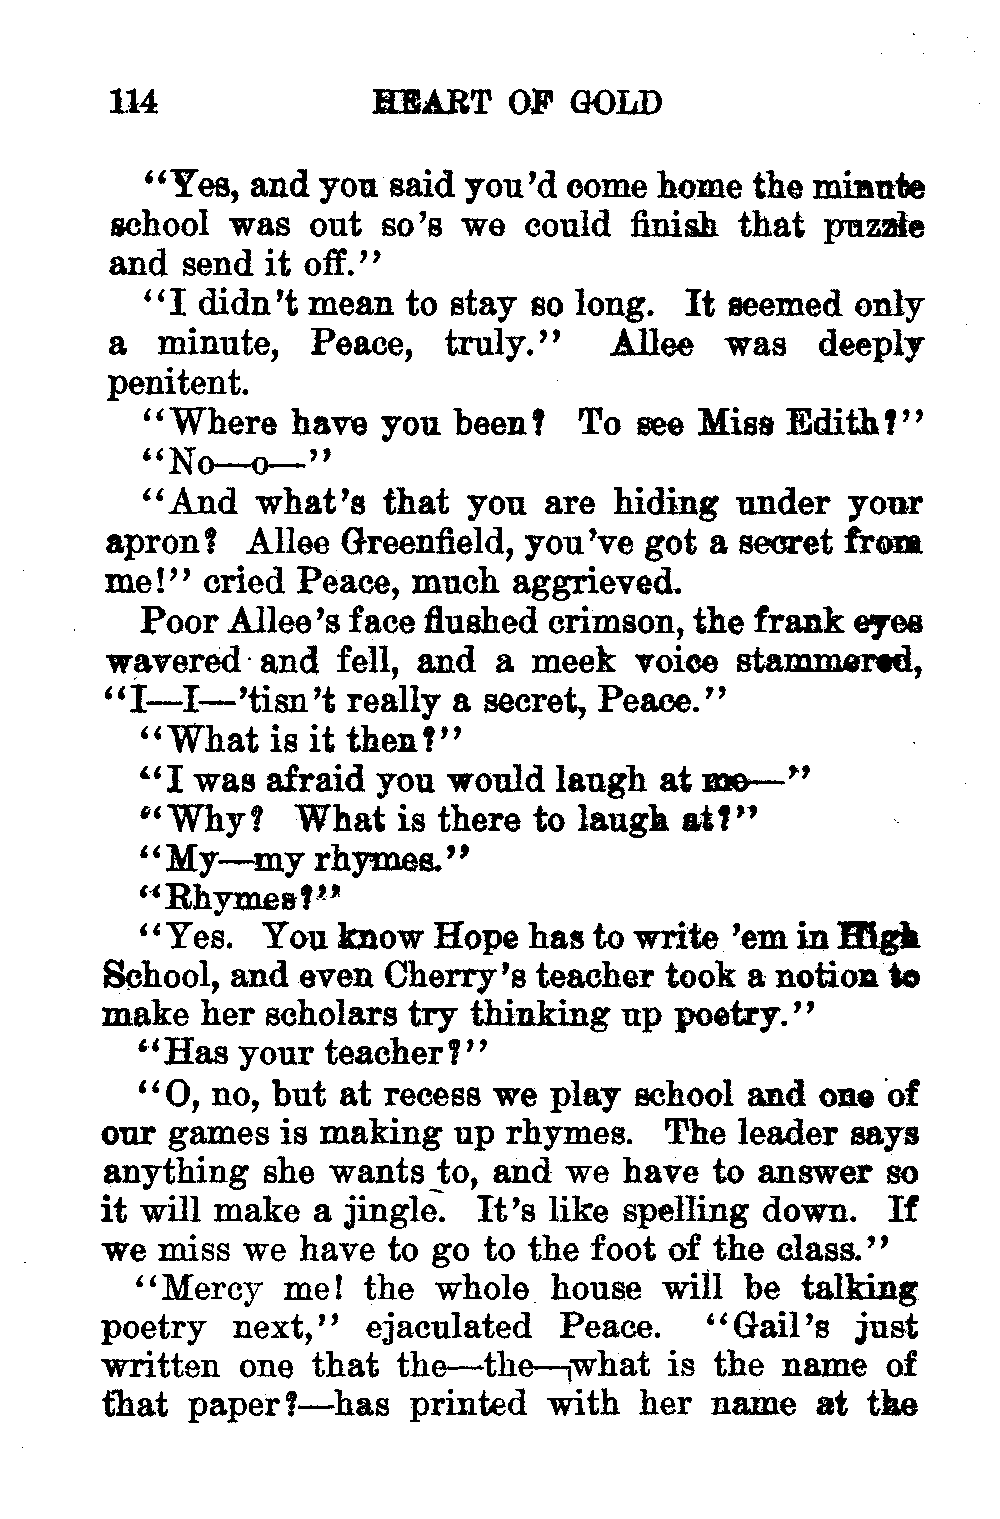 114 HEART OF GOLD
"Yes, and you said you'd come home the minute
school was out so's we could finish that puzzle
and send it off."
"I didn't mean to stay so long. It seemed only
a minute, Peace, truly." Allee was deeply
penitent.
"Where have you been? To see Miss Edith?"
"No—o—"
"And what's that you are hiding under your
apron? Allee Greenfield, you've got a secret from
me!" cried Peace, much aggrieved.
Poor Allee's face flushed crimson, the frank eyes
wavered and fell, and a meek voice stammered,
"I—I—'tisn't really a secret, Peace."
"What is it then?"
"I was afraid you would laugh at me—"
"Why? What is there to laugh at?"
"My—my rhymes."
"Rhymes?"
"Yes. You know Hope has to write 'em in High
School, and even Cherry's teacher took a notion to
make her scholars try thinking up poetry."
"Has your teacher?"
"O, no, but at recess we play school and one of
our games is making up rhymes. The leader says
anything she wants to, and we have to answer so
it will make a jingle. It's like spelling down. If
we miss we have to go to the foot of the class."
"Mercy me! the whole house will be talking
poetry next," ejaculated Peace. "Gail's just
written one that the—the—what is the name of
that paper?—has printed with her name at the